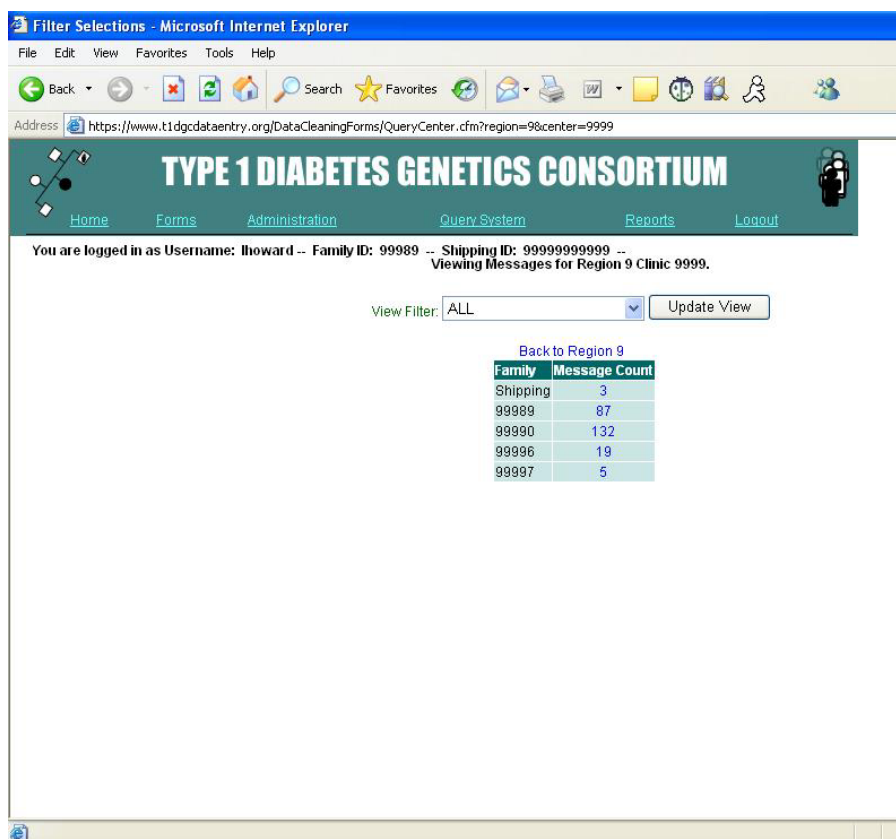 Filter Selections - Microsoft Internet Explorer
File Edit View Favorites Tools Help
Back Search Favorites
Address https://www.t1dgcdataentry.org/DataCleaningForms/QueryCenter.cfm?region=9&center=9999
TYPE 1 DIABETES GENETICS CONSORTIUM
Home Forms Administration Query System Reports Logout
You are logged in as Username: lhoward -- Family ID: 99989 -- Shipping ID: 99999999999 --
Viewing Messages for Region 9 Clinic 9999.
View Filter: ALL Update View
Back to Region 9
Family Message Count
Shipping 3
99989 87
99990 132
99996 19
99997 5